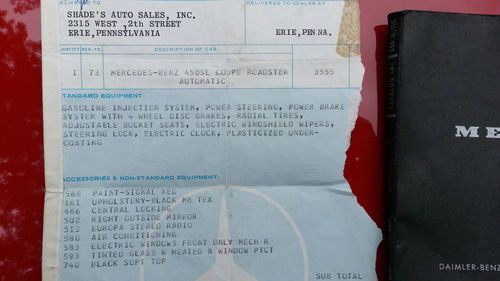 DELIVERED TO DEALER AT
SHADE'S AUTO SALES, INC.
2315 WEST ,2th STREET
ERIE,PENNSYLVANIA ERIE,PENNA.
QUANTITY YR. TR. DESCRIPTION OF CAR
1 73 MERCEDES-BENZ 450SL COUPE ROADSTER 3555
AUTOMATIC
STANDARD EQUIPMENT:
GASOLINE INJECTION SYSTEM, POWER STEERING, POWER BRAKE
SYSTEM WITH 4 WHEEL DISC BRAKES, RADIAL TIRES,
ADJUSTABLE BUCKET SEATS, ELECTRIC WINDSHIELD WIPERS,
STEERING LOCK, ELECTRIC CLOCK, PLASTICIZED UNDER-
COATING
ACCESSORIES & NON-STANDARD EQUIPMENT:
568 PAINT-SIGNAL RED
161 UPHOLSTERY-BLACK MB TEX
466 CENTRAL LOCKING
502 RIGHT OUTSIDE MIRROR
513 EUROPA STEREO RADIO
580 AIR CONDITIONING
583 ELECTRIC WINDOWS FRONT ONLY MECH R
593 TINTED GLASS W HEATED R WINDOW PTCT
740 BLACK SOFT TOP
SUB TOTAL
ME
DAIMLER-BENZ